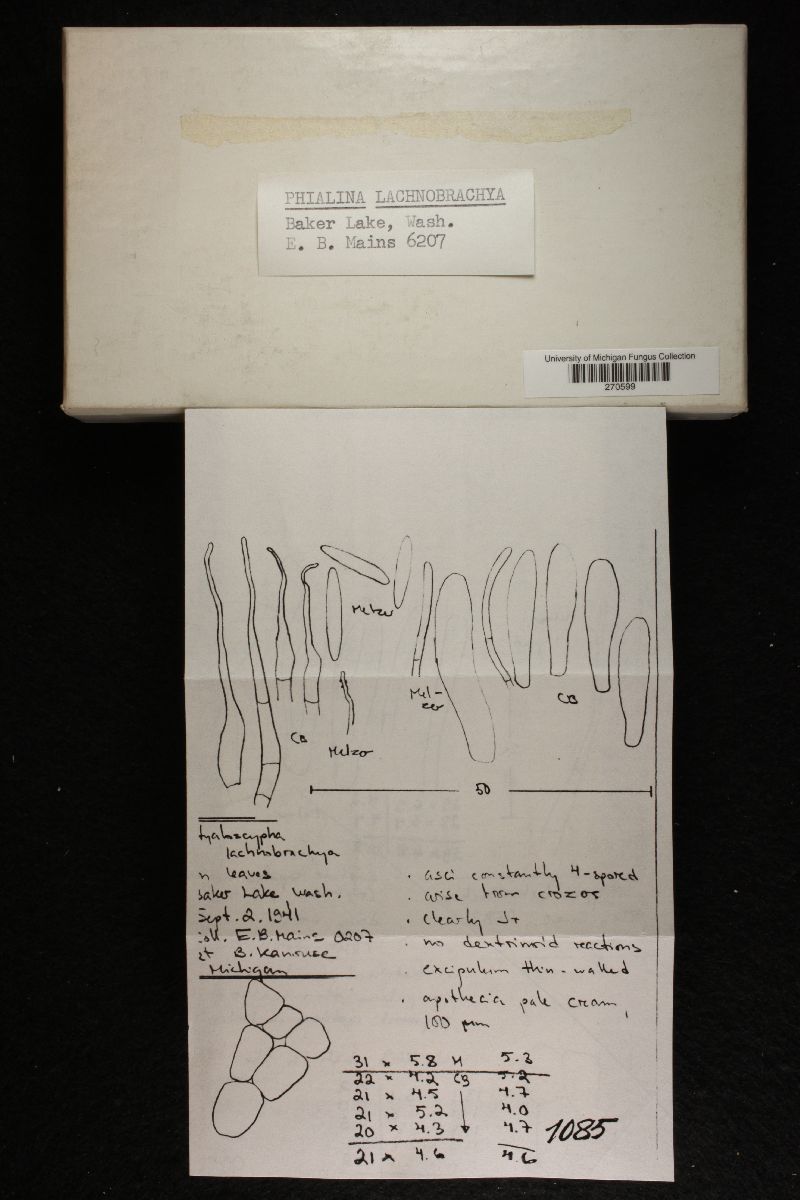 PHIALINA LACHNOBRACHYA
Baker Lake, Wash.
E. B. Mains 6207
University of Michigan Fungus Collection
270599
Melzer
Mel-
zer
CB
CB
Melzer
50
yaloscypha
lachnobrachya
n leaves
aker Lake Wash.
Sept. 2. 1941
oll. E.B. Mains 6207
et B. Kanouse
Michigan
. asci constantly 4-spored
. arise from crozos
. clearly J+
. no dextrinoid reactions
. excipulum thin-walled
. apothecia pale cream,
100 µm
31 x 5.8 M 5.3
22 x 4.2 CB 5.2
21 x 4.5 4.7
21 x 5.2 4.0
20 x 4.3 4.7
21 x 4.6 4.6
1085